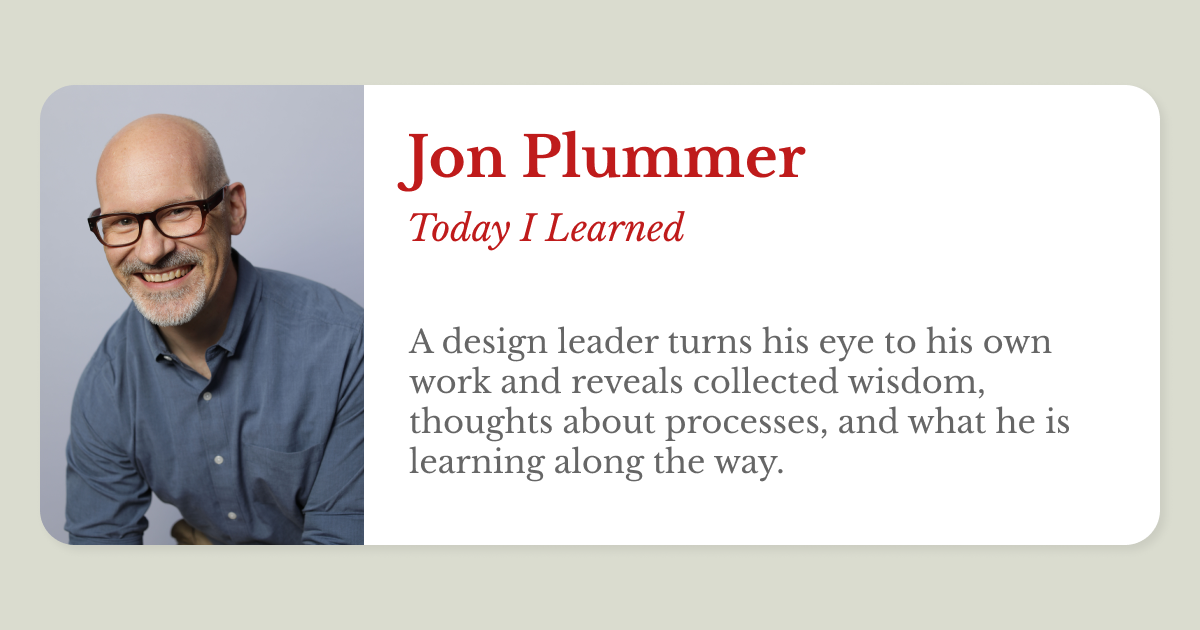 Jon Plummer
Today I Learned
A design leader turns his eye to his own
work and reveals collected wisdom,
thoughts about processes, and what he is
learning along the way.